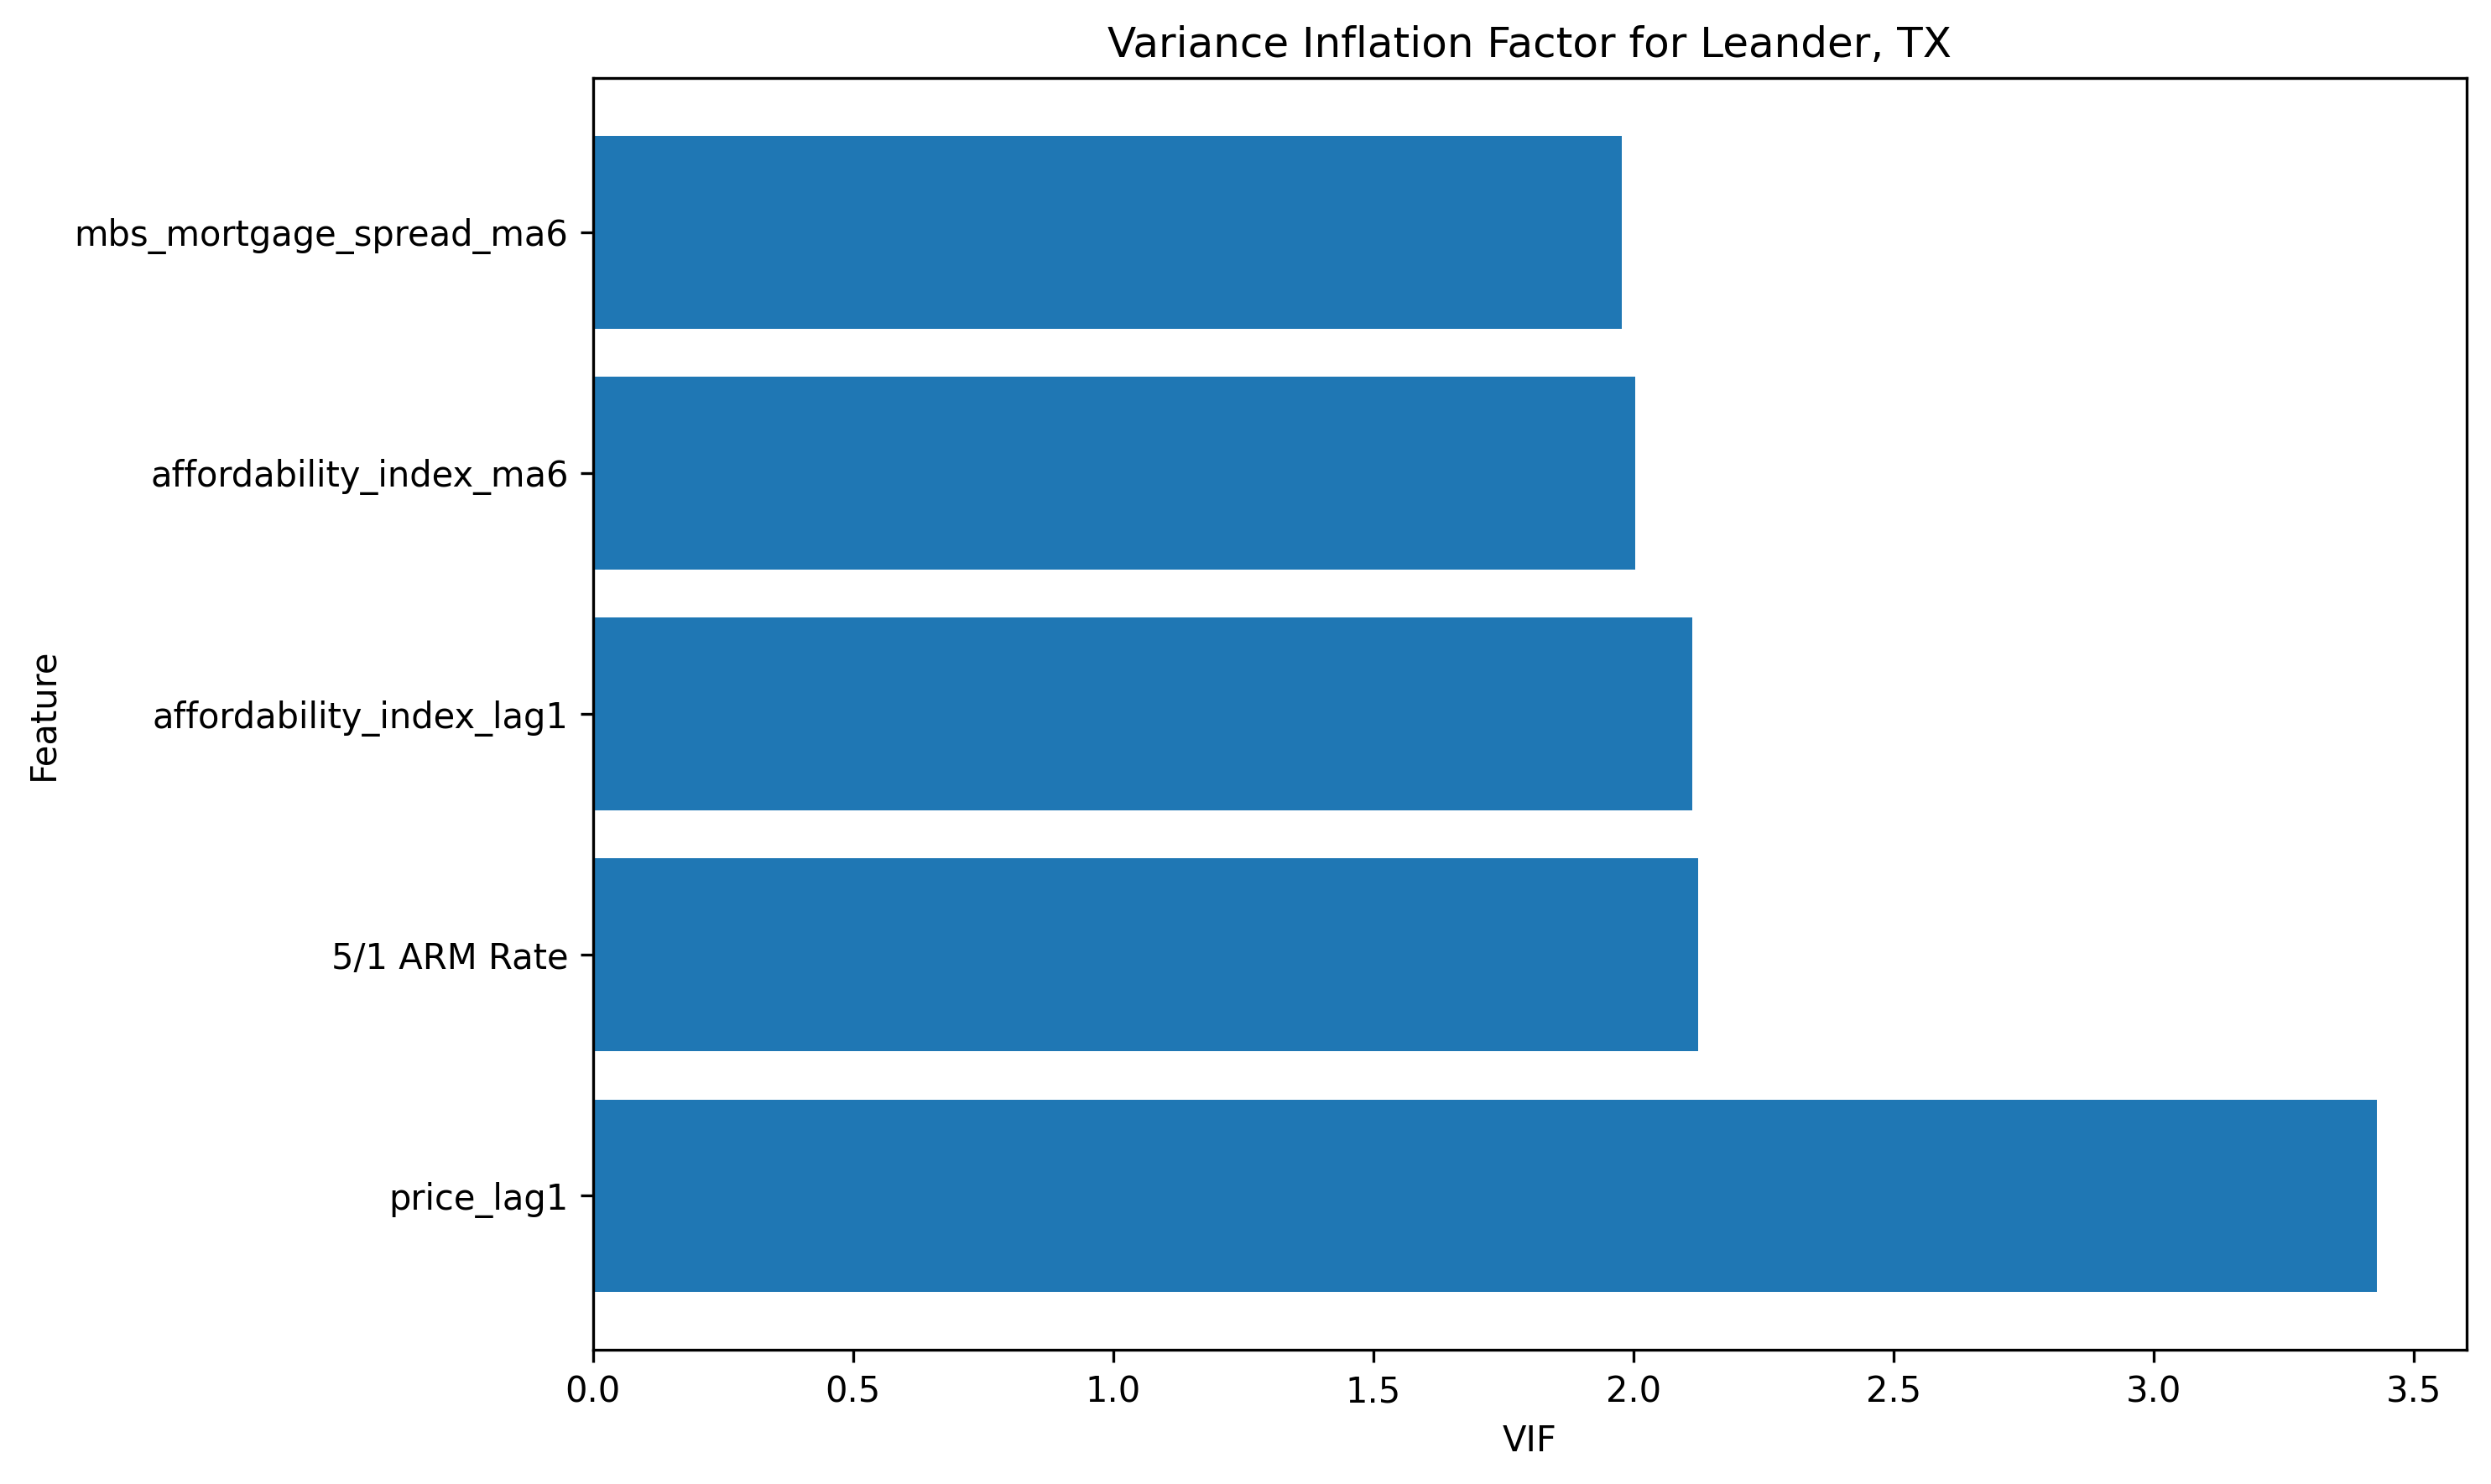 Variance Inflation Factor for Leander, TX
mbs_mortgage_spread_ma6
affordability_index_ma6
affordability_index_lag1
5/1 ARM Rate
price_lag1
Feature
0.0 0.5 1.0 1.5 2.0 2.5 3.0 3.5
VIF